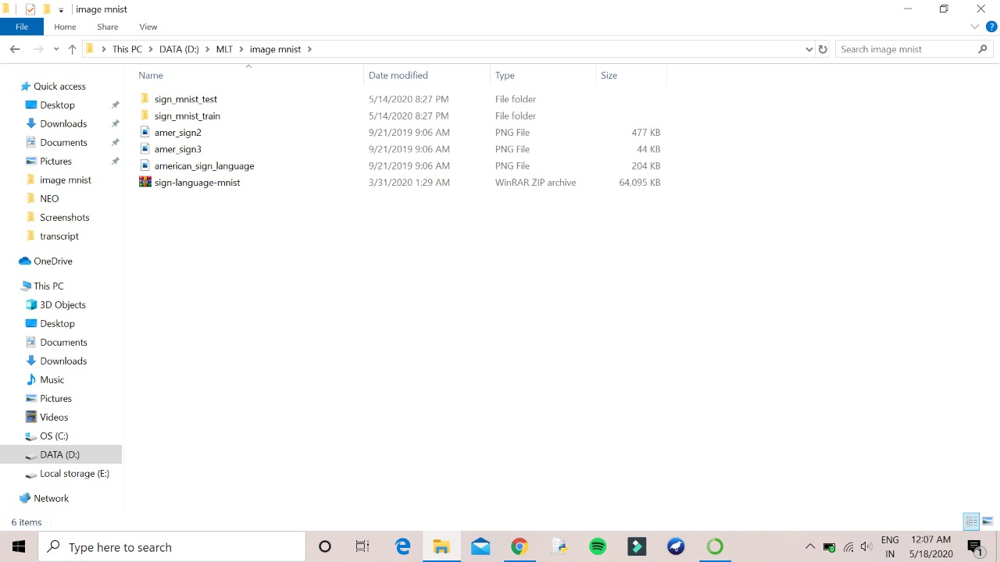 image mnist
File Home Share View
This PC DATA (D:) MLT image mnist Search image mnist
Name Date modified Type Size
Quick access
Desktop
Downloads
Documents
Pictures
image mnist
NEO
Screenshots
transcript
OneDrive
This PC
3D Objects
Desktop
Documents
Downloads
Music
Pictures
Videos
OS (C:)
DATA (D:)
Local storage (E:)
Network
sign_mnist_test 5/14/2020 8:27 PM File folder
sign_mnist_train 5/14/2020 8:27 PM File folder
amer_sign2 9/21/2019 9:06 AM PNG File 477 KB
amer_sign3 9/21/2019 9:06 AM PNG File 44 KB
american_sign_language 9/21/2019 9:06 AM PNG File 204 KB
sign-language-mnist 3/31/2020 1:29 AM WinRAR ZIP archive 64,095 KB
6 items
Type here to search
ENG
IN
12:07 AM
5/18/2020
1